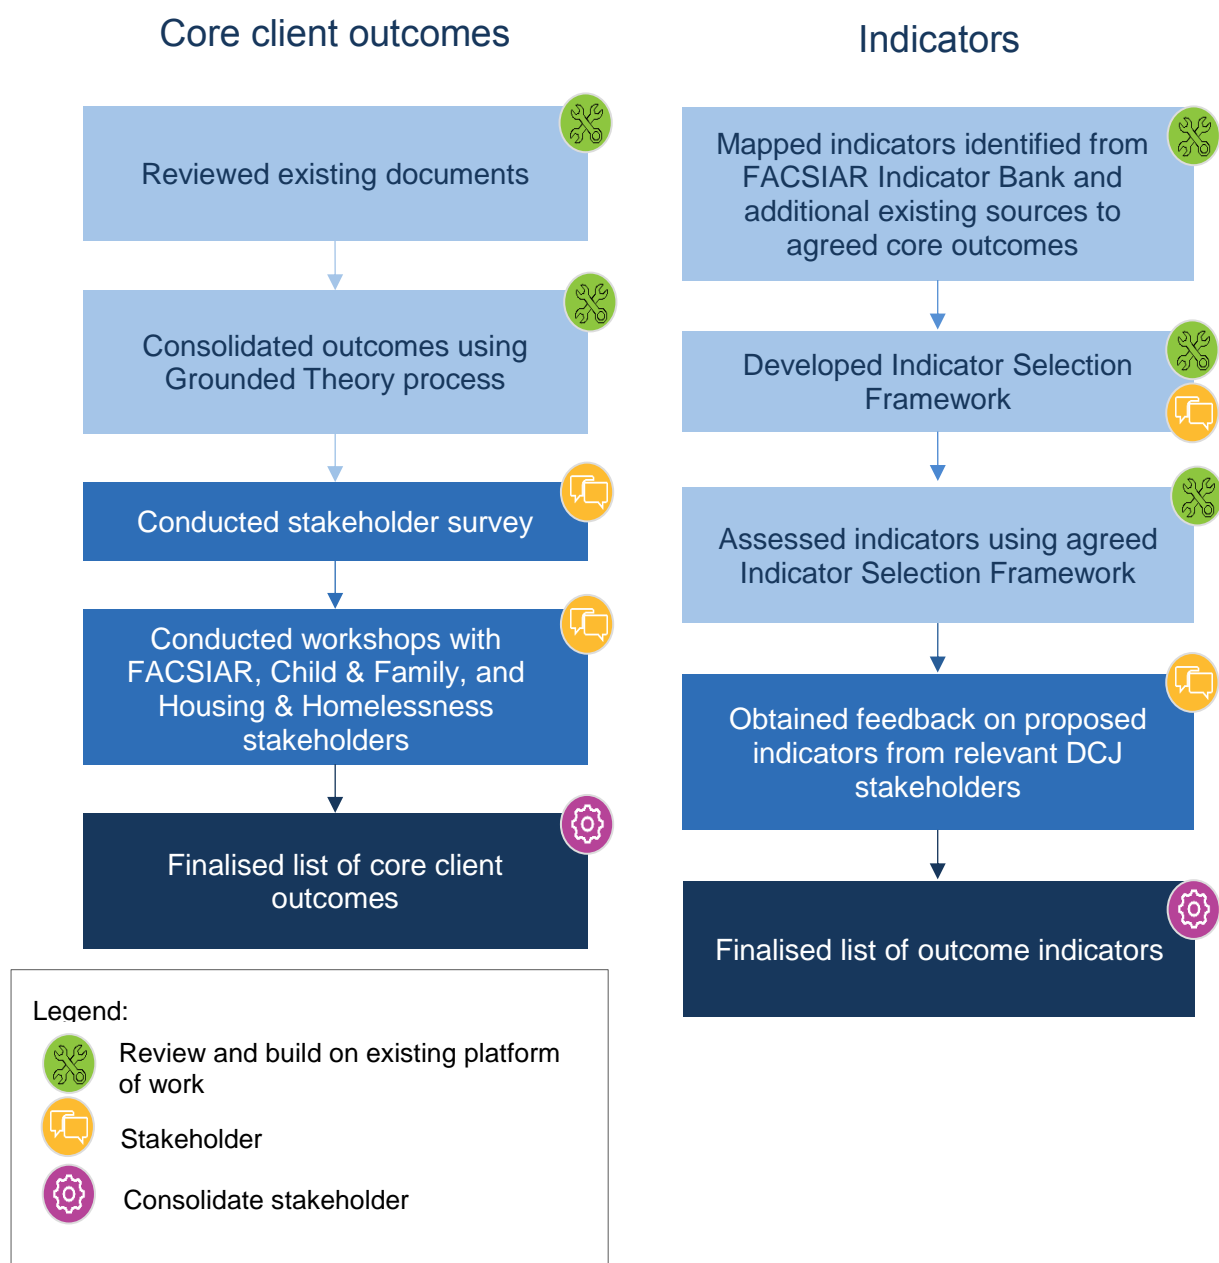 Core client outcomes
Reviewed existing documents
Consolidated outcomes using
Grounded Theory process
Conducted stakeholder survey
Conducted workshops with
FACSIAR, Child & Family, and
Housing & Homelessness
stakeholders
Finalised list of core client
outcomes
Indicators
Mapped indicators identified from
FACSIAR Indicator Bank and
additional existing sources to
agreed core outcomes
Developed Indicator Selection
Framework
Assessed indicators using agreed
Indicator Selection Framework
Obtained feedback on proposed
indicators from relevant DCJ
stakeholders
Finalised list of outcome indicators
Legend:
Review and build on existing platform
of work
Stakeholder
Consolidate stakeholder